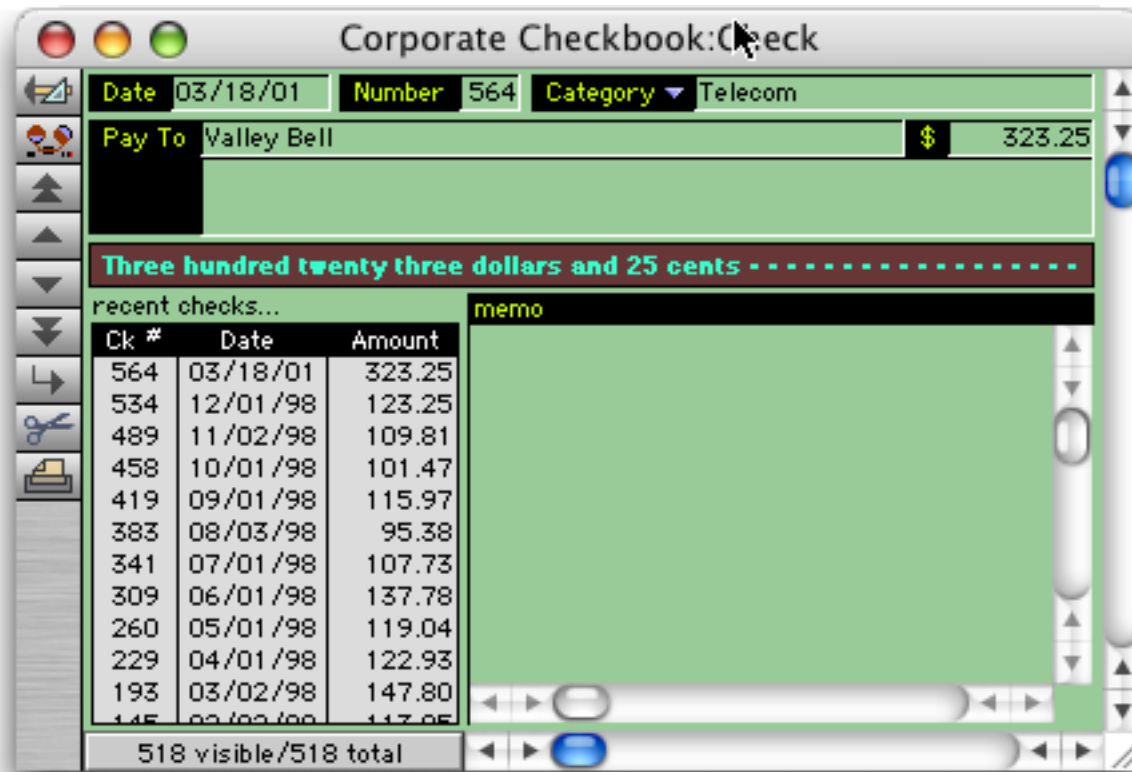 Corporate Checkbook:Check
Date 03/18/01 Number 564 Category Telecom
Pay To Valley Bell $ 323.25
Three hundred twenty three dollars and 25 cents - - - - - - - - - - - - - - - - - - -
recent checks...
memo
Ck # Date Amount
564 03/18/01 323.25
534 12/01/98 123.25
489 11/02/98 109.81
458 10/01/98 101.47
419 09/01/98 115.97
383 08/03/98 95.38
341 07/01/98 107.73
309 06/01/98 137.78
260 05/01/98 119.04
229 04/01/98 122.93
193 03/02/98 147.80
518 visible/518 total